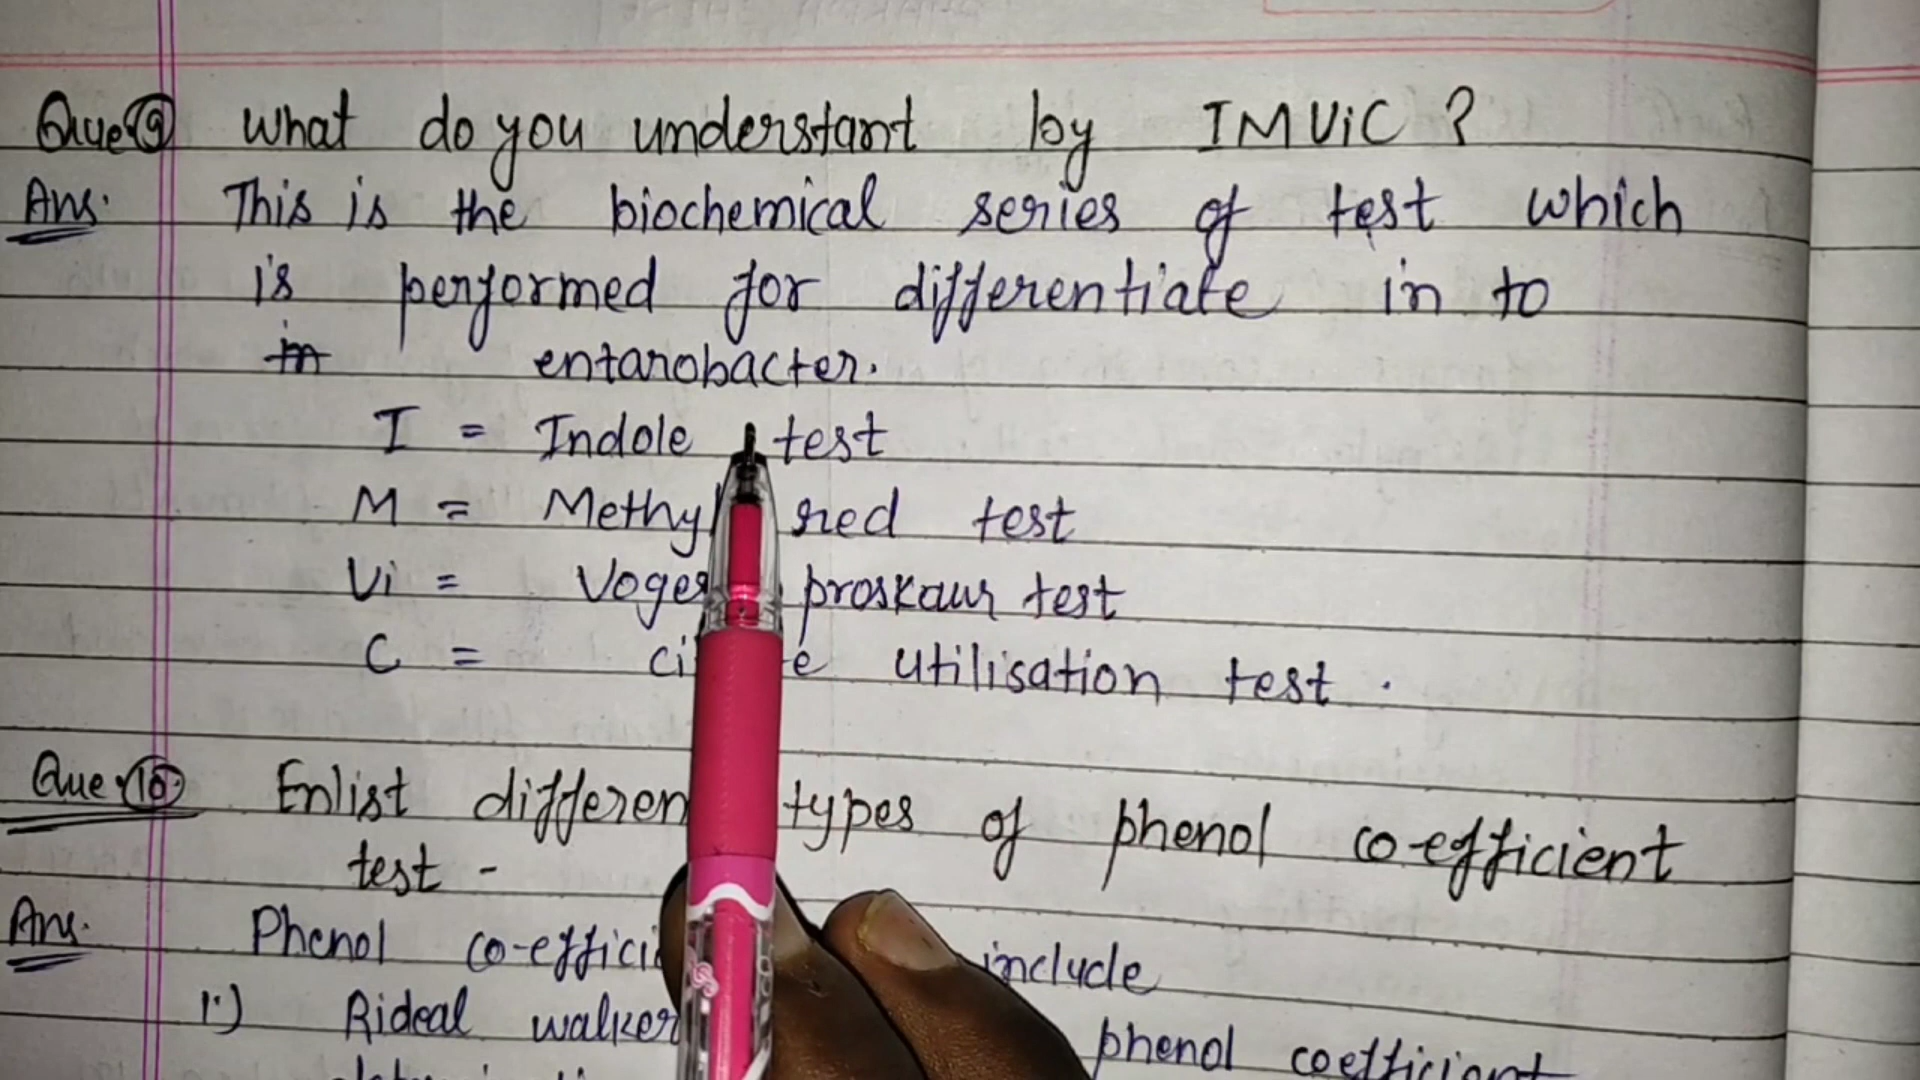 Que.9 What do you understant by IMViC ?
Ans. This is the biochemical series of test which
is performed for differentiate in to
in entarobacter.
I = Indole test
M = Methyl red test
Vi = Voges proskaur test
C = utilisation test .
Que.10. Enlist types of phenol co-efficient
test -
Ans. Phenol include
1.) Rideal walker phenol coefficient